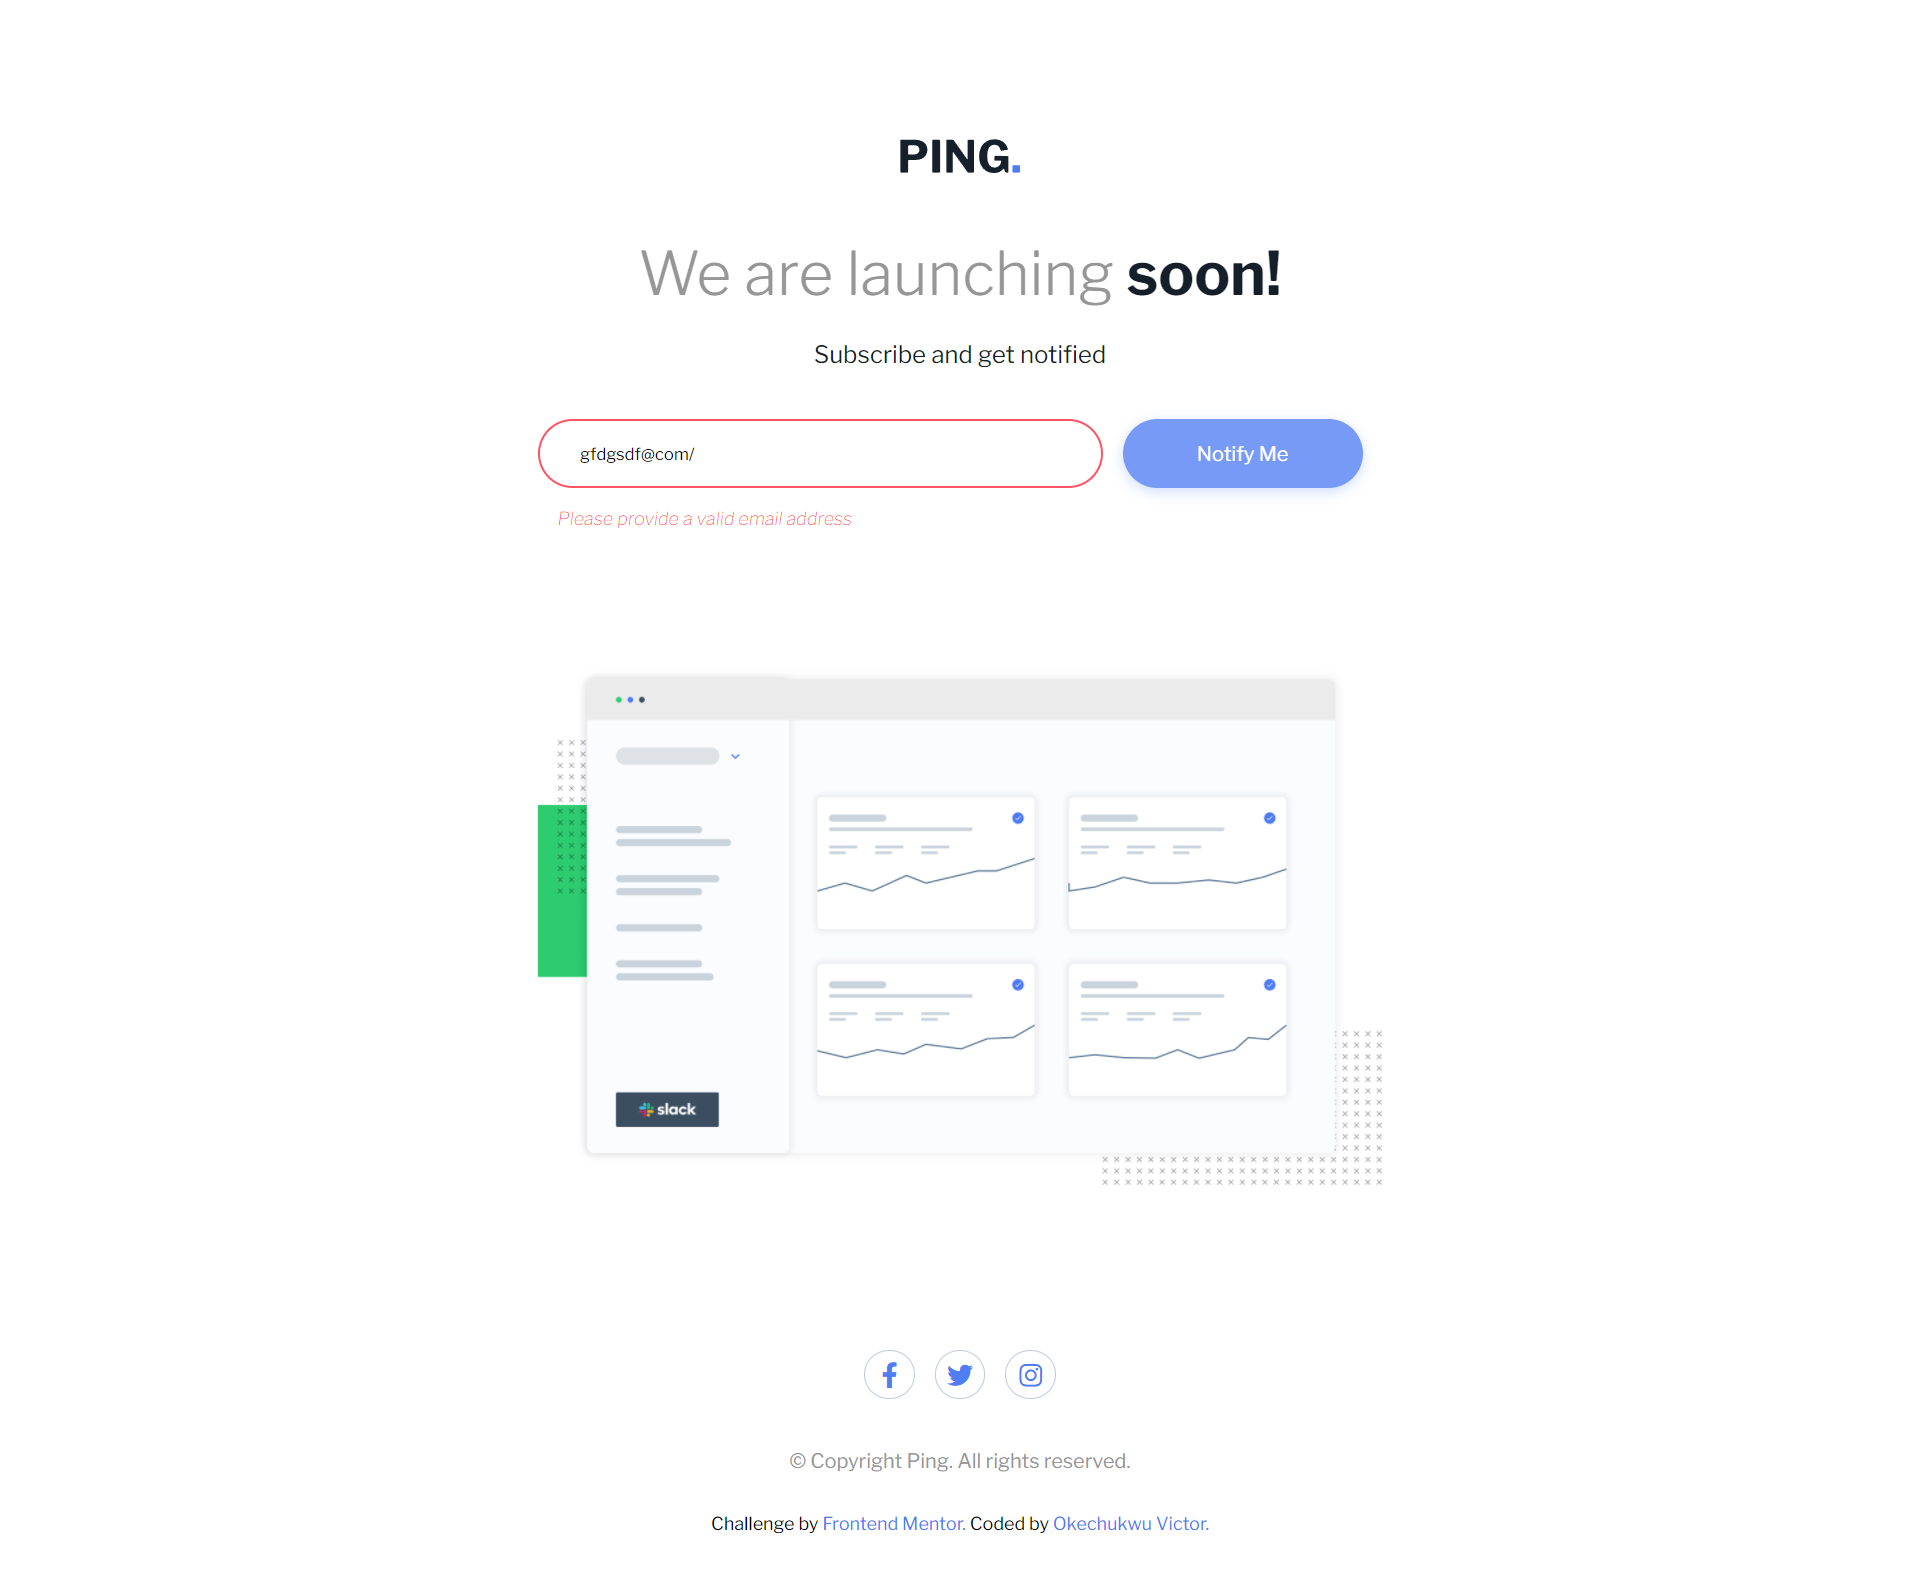 PING.
We are launching soon!
Subscribe and get notified
gfdgsdf@com/
Notify Me
Please provide a valid email address
slack
© Copyright Ping. All rights reserved.
Challenge by Frontend Mentor. Coded by Okechukwu Victor.